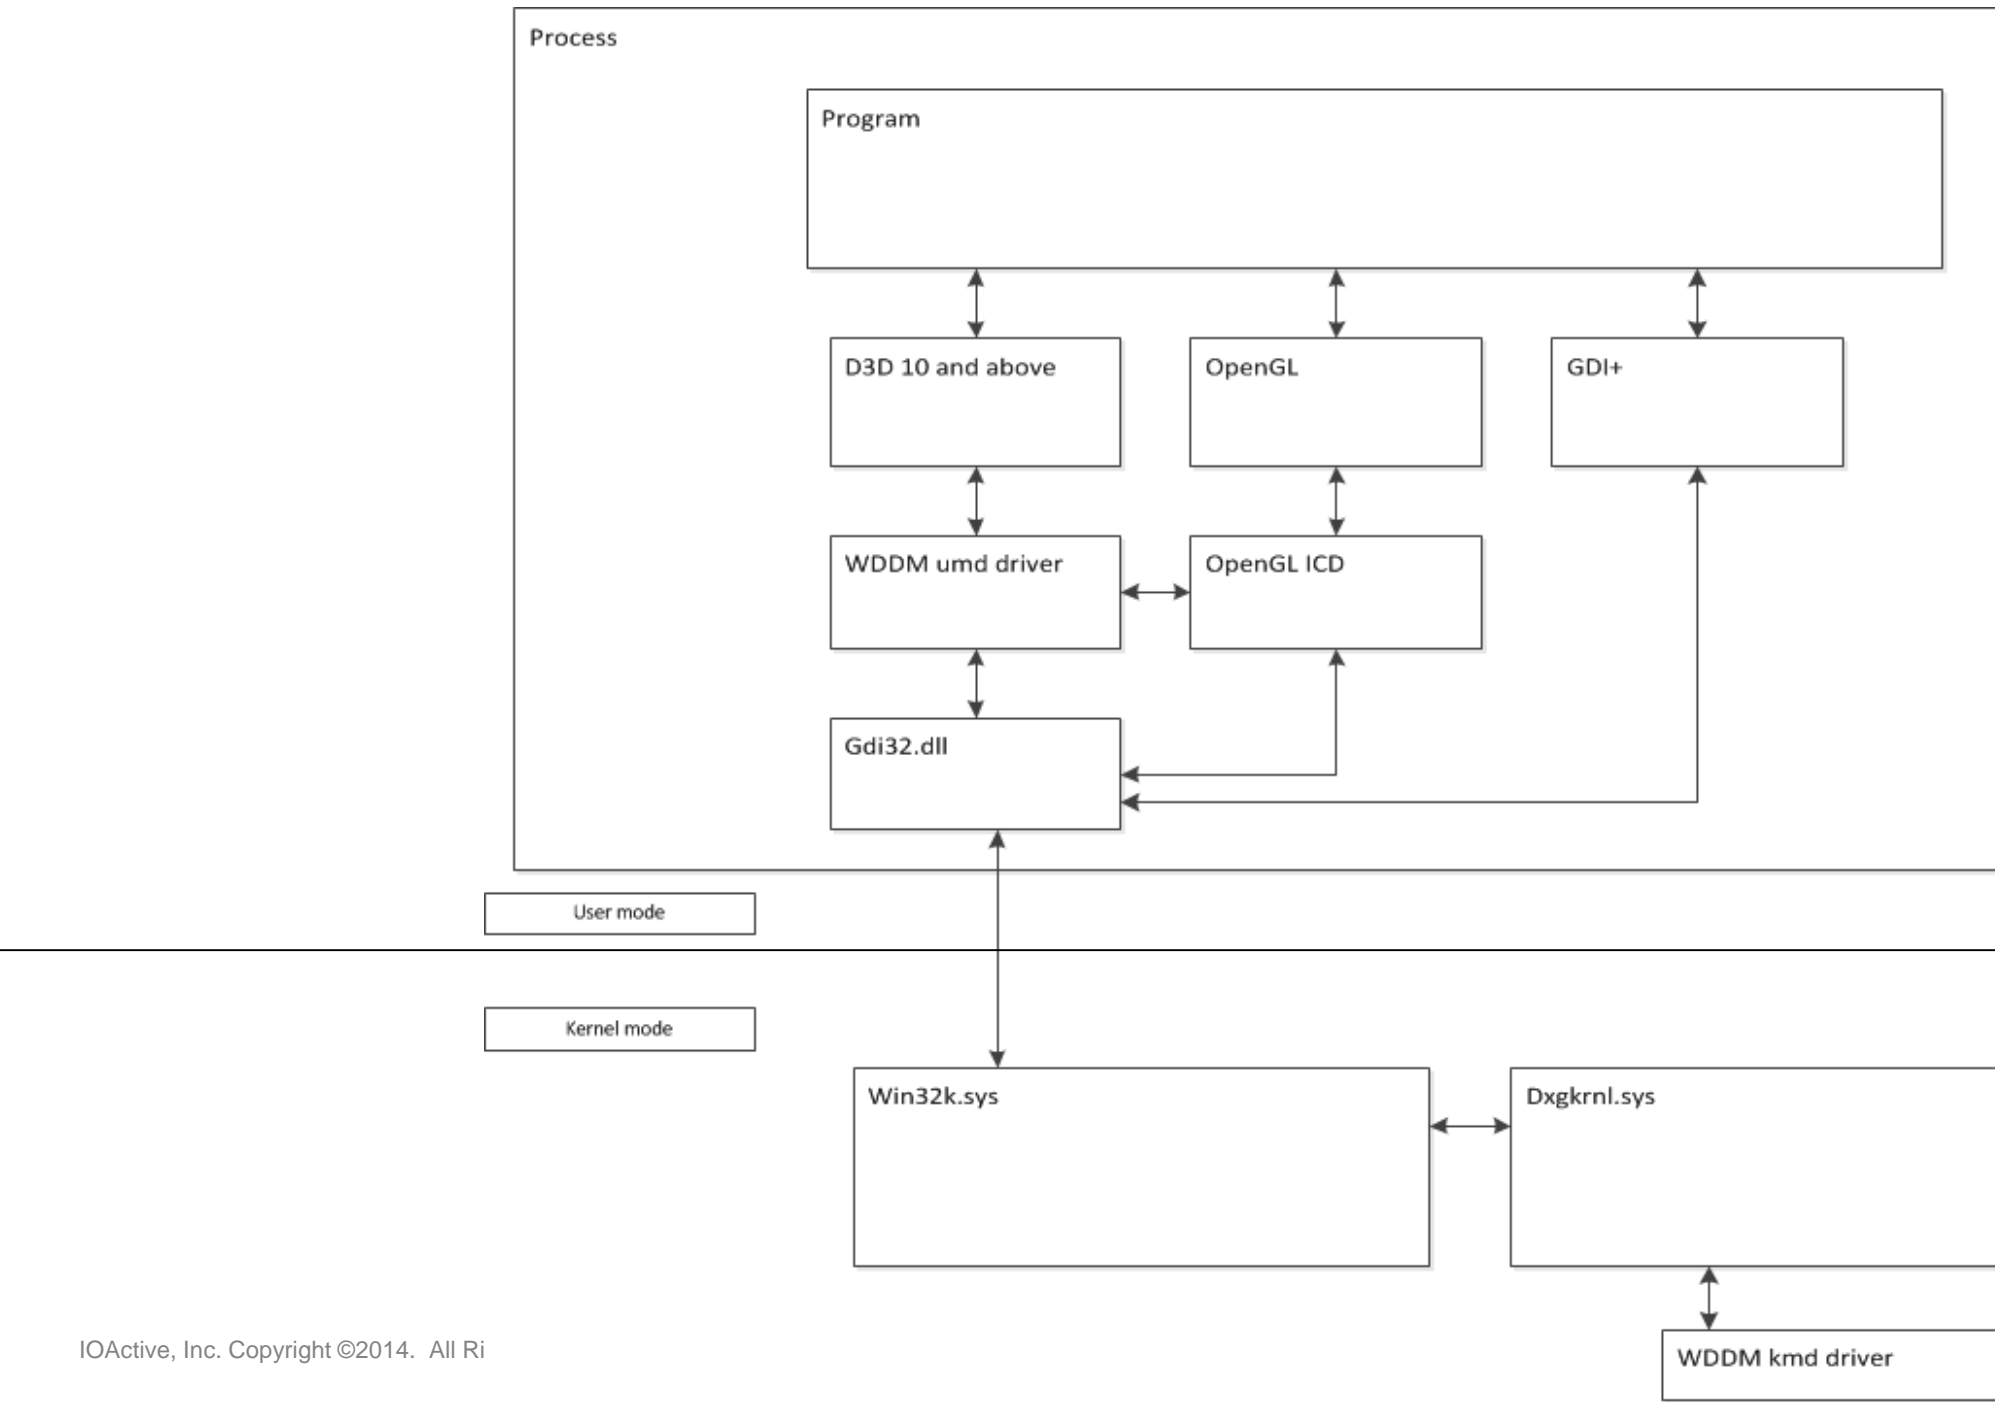 Process
Program
D3D 10 and above
OpenGL
GDI+
WDDM umd driver
OpenGL ICD
Gdi32.dll
User mode
Kernel mode
Win32k.sys
Dxgkrnl.sys
IOActive, Inc. Copyright ©2014.  All Ri
WDDM kmd driver